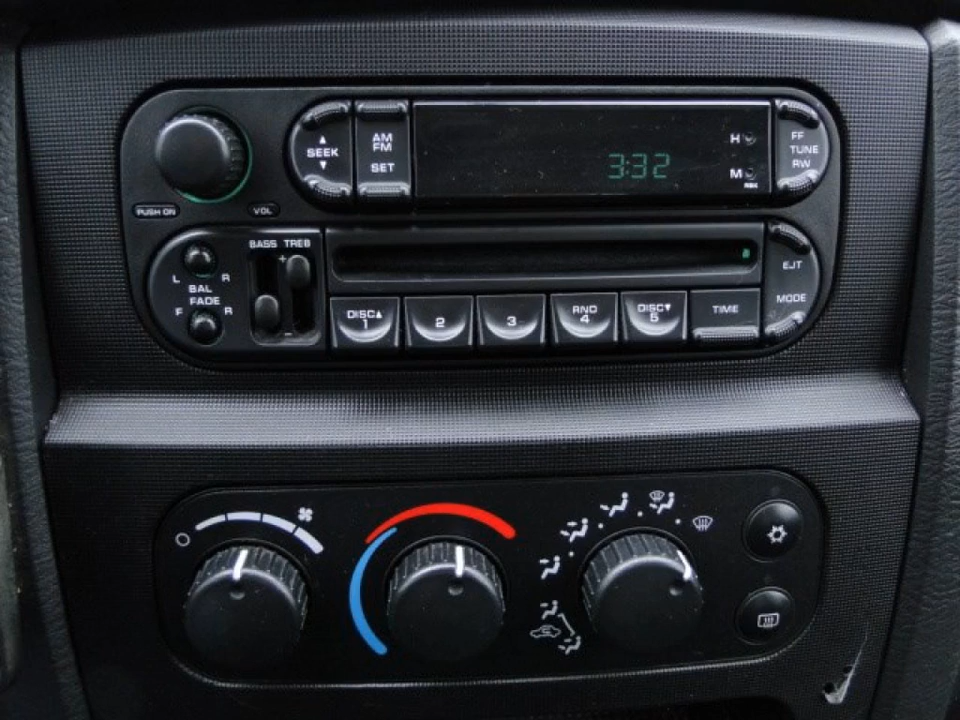 ▲
SEEK
▼
AM
FM
SET
3:32
H
M
FF
TUNE
RW
PUSH ON
VOL
BASS TREB
+
-
L R
BAL
FADE
F R
DISC▲
1
2
3
RND
4
DISC▼
5
TIME
EJT
MODE